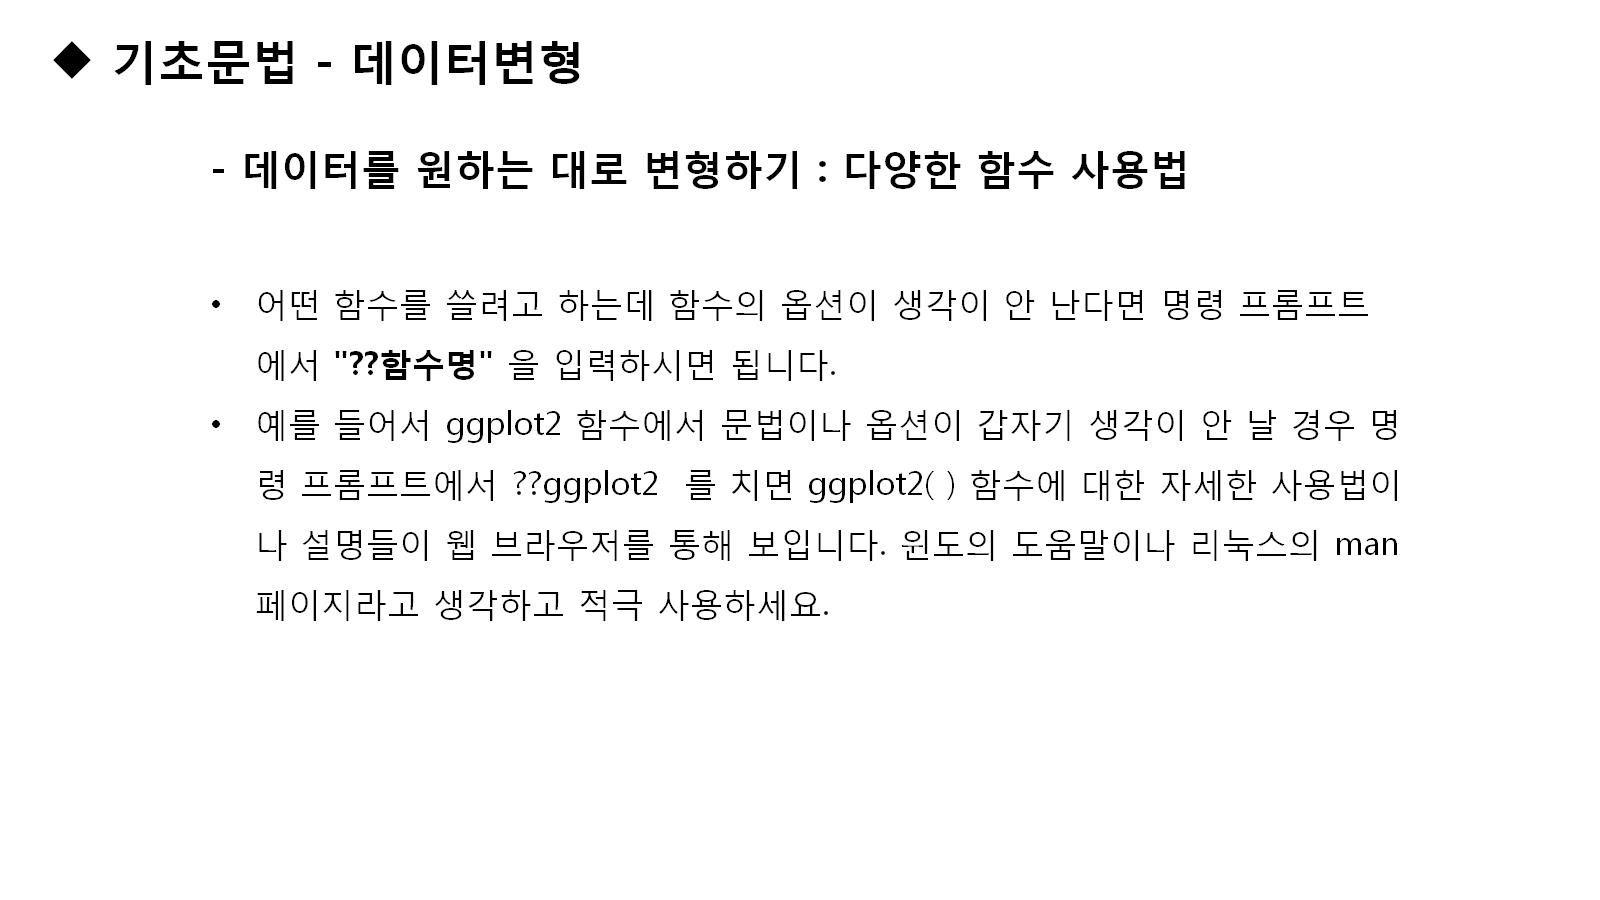 ◆ 기초문법 - 데이터변형
- 데이터를 원하는 대로 변형하기 : 다양한 함수 사용법
• 어떤 함수를 쓸려고 하는데 함수의 옵션이 생각이 안 난다면 명령 프롬프트
에서 "??함수명" 을 입력하시면 됩니다.
• 예를 들어서 ggplot2 함수에서 문법이나 옵션이 갑자기 생각이 안 날 경우 명
령 프롬프트에서 ??ggplot2 를 치면 ggplot2( ) 함수에 대한 자세한 사용법이
나 설명들이 웹 브라우저를 통해 보입니다. 윈도의 도움말이나 리눅스의 man
페이지라고 생각하고 적극 사용하세요.